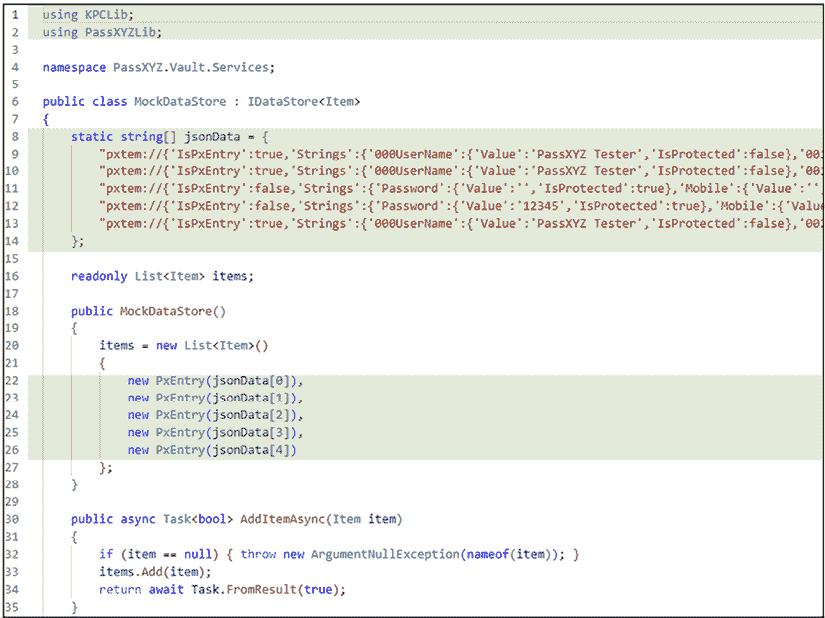 1 using KPCLib;
2 using PassXYZLib;
3
4 namespace PassXYZ.Vault.Services;
5
6 public class MockDataStore : IDataStore<Item>
7 {
8 static string[] jsonData = {
9 "pxtem://{'IsPxEntry':true,'Strings':{'000UserName':{'Value':'PassXYZ Tester','IsProtected':false},'00
10 "pxtem://{'IsPxEntry':true,'Strings':{'000UserName':{'Value':'PassXYZ Tester','IsProtected':false},'00
11 "pxtem://{'IsPxEntry':false,'Strings':{'Password':{'Value':'','IsProtected':true},'Mobile':{'Value':''
12 "pxtem://{'IsPxEntry':false,'Strings':{'Password':{'Value':'12345','IsProtected':true},'Mobile':{'Valu
13 "pxtem://{'IsPxEntry':true,'Strings':{'000UserName':{'Value':'PassXYZ Tester','IsProtected':false},'00
14 };
15
16 readonly List<Item> items;
17
18 public MockDataStore()
19 {
20 items = new List<Item>()
21 {
22 new PxEntry(jsonData[0]),
23 new PxEntry(jsonData[1]),
24 new PxEntry(jsonData[2]),
25 new PxEntry(jsonData[3]),
26 new PxEntry(jsonData[4])
27 };
28 }
29
30 public async Task<bool> AddItemAsync(Item item)
31 {
32 if (item == null) { throw new ArgumentNullException(nameof(item)); }
33 items.Add(item);
34 return await Task.FromResult(true);
35 }